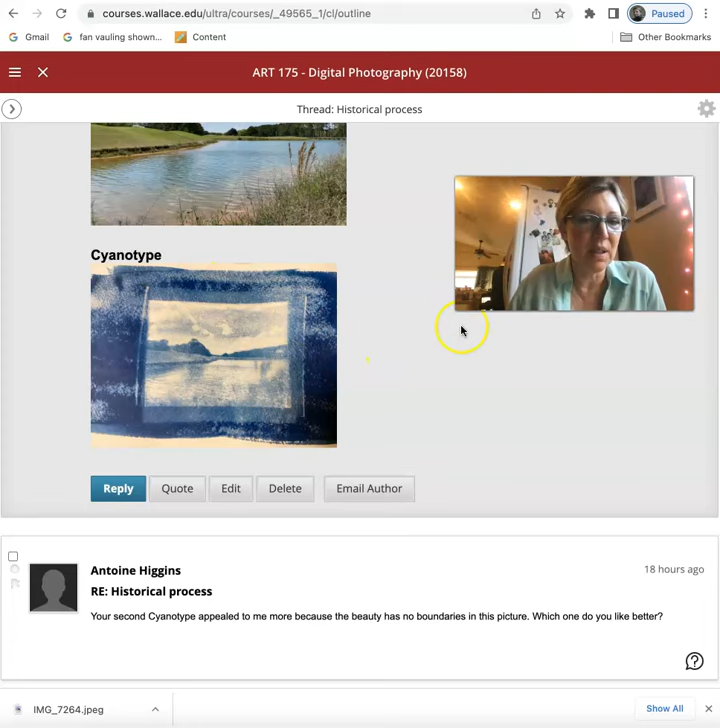 courses.wallace.edu/ultra/courses/_49565_1/cl/outline
Paused
Gmail
fan vauling shown...
Content
Other Bookmarks
ART 175 - Digital Photography (20158)
Thread: Historical process
Cyanotype
Reply
Quote
Edit
Delete
Email Author
Antoine Higgins
18 hours ago
RE: Historical process
Your second Cyanotype appealed to me more because the beauty has no boundaries in this picture. Which one do you like better?
IMG_7264.jpeg
Show All